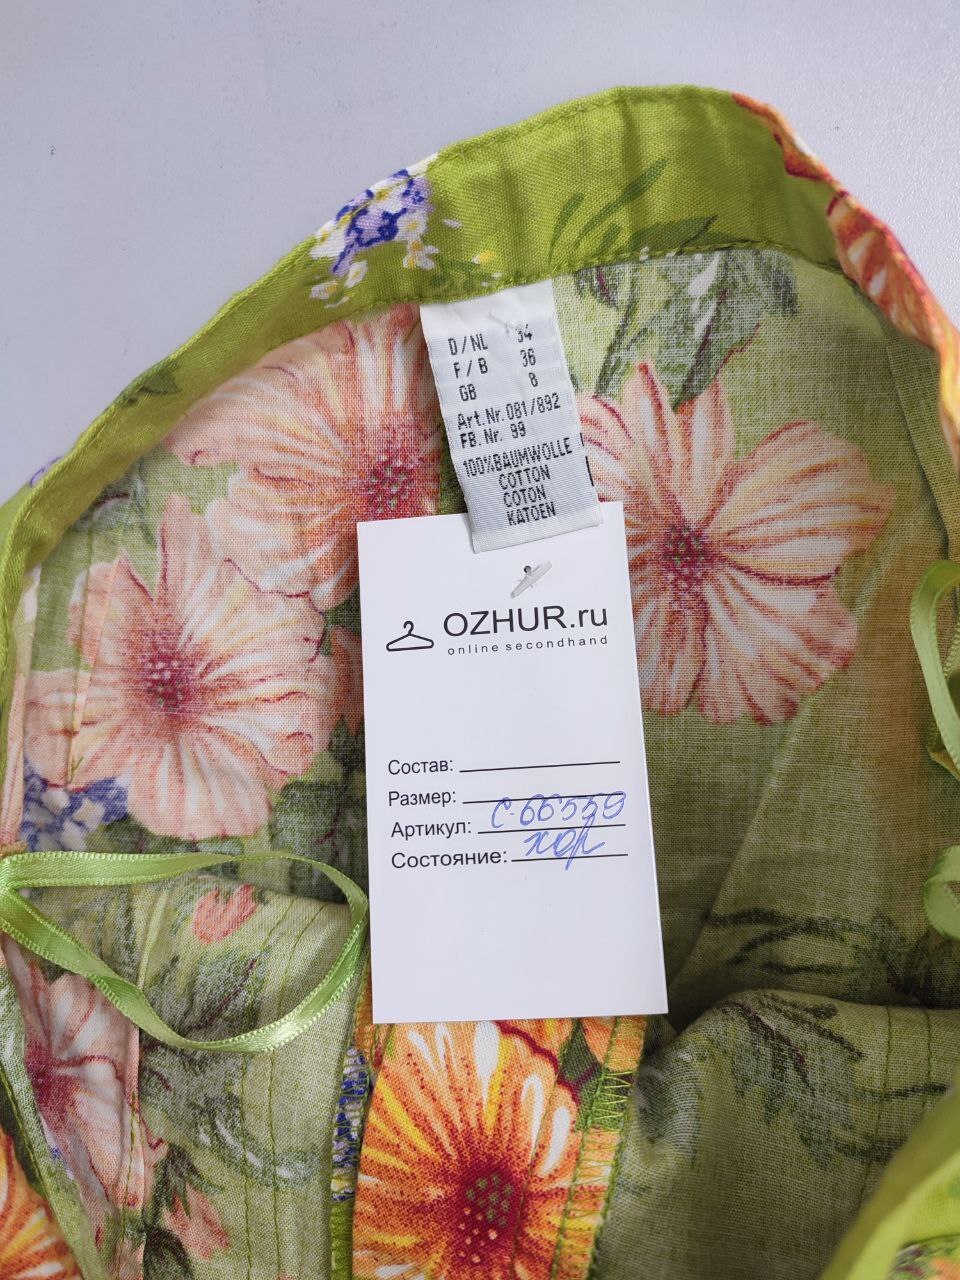 D/NL 34
F/B 36
GB 8
Art.Nr. 081/892
FB. Nr. 99
100%BAUMWOLLE
COTTON
COTON
KATOEN
OZHUR.ru
online secondhand
Состав:
Размер:
Артикул: С-66559
Состояние: хор